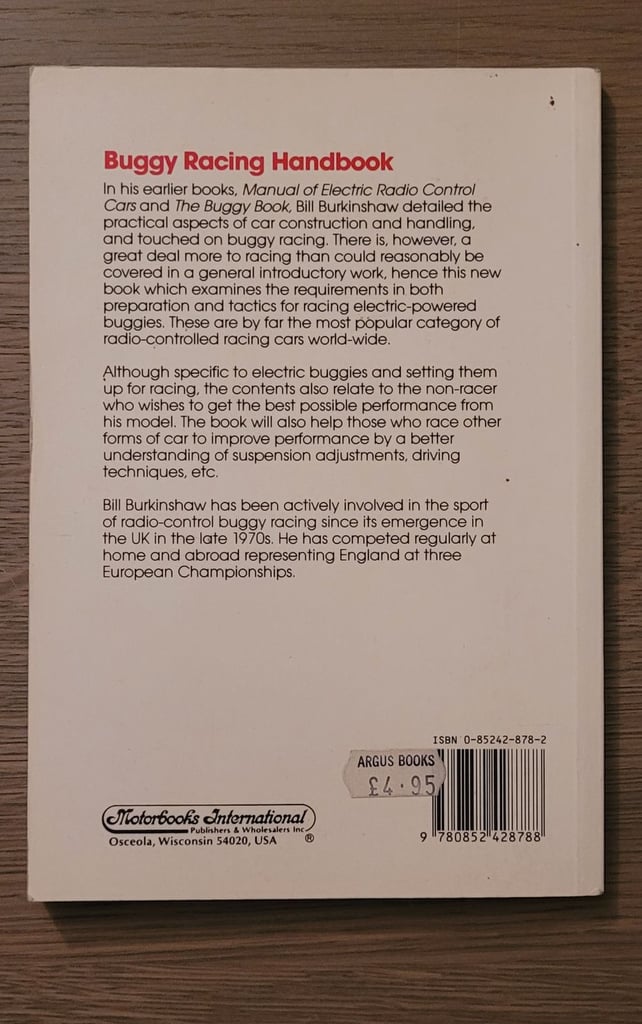 Buggy Racing Handbook
In his earlier books, Manual of Electric Radio Control
Cars and The Buggy Book, Bill Burkinshaw detailed the
practical aspects of car construction and handling,
and touched on buggy racing. There is, however, a
great deal more to racing than could reasonably be
covered in a general introductory work, hence this new
book which examines the requirements in both
preparation and tactics for racing electric-powered
buggies. These are by far the most popular category of
radio-controlled racing cars world-wide.
Although specific to electric buggies and setting them
up for racing, the contents also relate to the non-racer
who wishes to get the best possible performance from
his model. The book will also help those who race other
forms of car to improve performance by a better
understanding of suspension adjustments, driving
techniques, etc.
Bill Burkinshaw has been actively involved in the sport
of radio-control buggy racing since its emergence in
the UK in the late 1970s. He has competed regularly at
home and abroad representing England at three
European Championships.
ISBN 0-85242-878-2
ARGUS BOOKS
£4.95
9 780852 428788
Motorbooks International
Publishers & Wholesalers Inc.
Osceola, Wisconsin 54020, USA ®